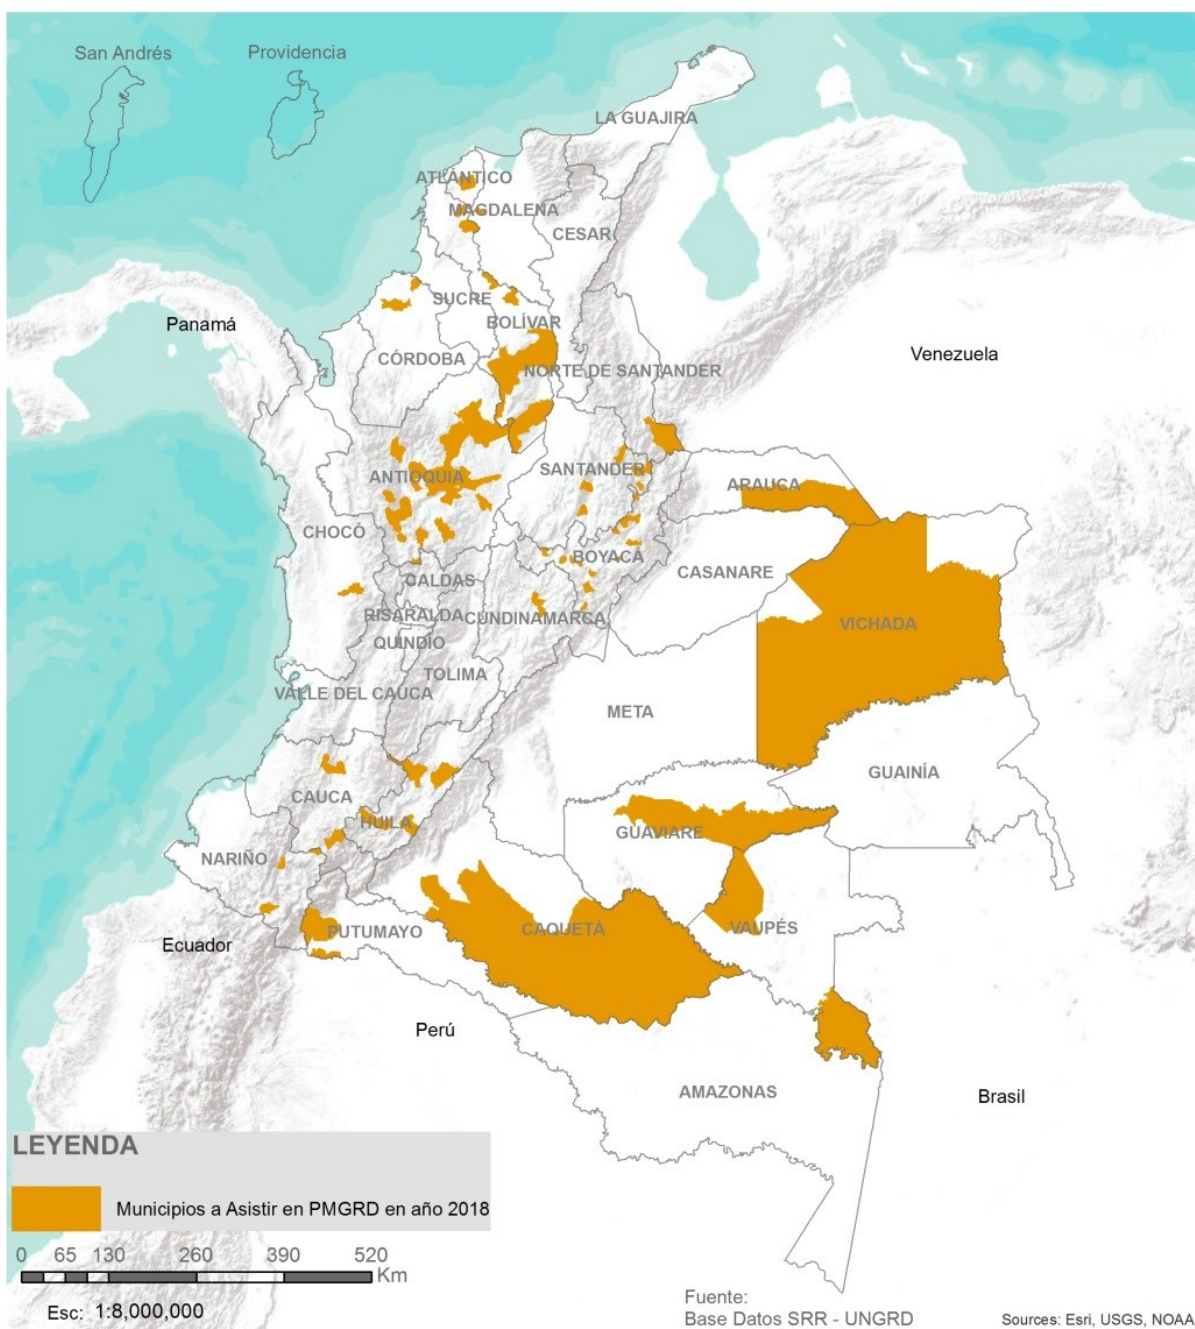 San Andrés
Providencia
LA GUAJIRA
ATLÁNTICO
MAGDALENA
CESAR
SUCRE
BOLÍVAR
Panamá
Venezuela
CÓRDOBA
NORTE DE SANTANDER
ANTIOQUIA
SANTANDER
ARAUCA
CHOCÓ
BOYACÁ
CASANARE
CALDAS
RISARALDA
CUNDINAMARCA
VICHADA
QUINDÍO
TOLIMA
VALLE DEL CAUCA
META
GUAINÍA
CAUCA
HUILA
GUAVIARE
NARIÑO
PUTUMAYO
CAQUETÁ
VAUPÉS
Ecuador
Perú
AMAZONAS
Brasil
LEYENDA
Municipios a Asistir en PMGRD en año 2018
0 65 130 260 390 520
Km
Esc: 1:8,000,000
Fuente:
Base Datos SRR - UNGRD
Sources: Esri, USGS, NOAA